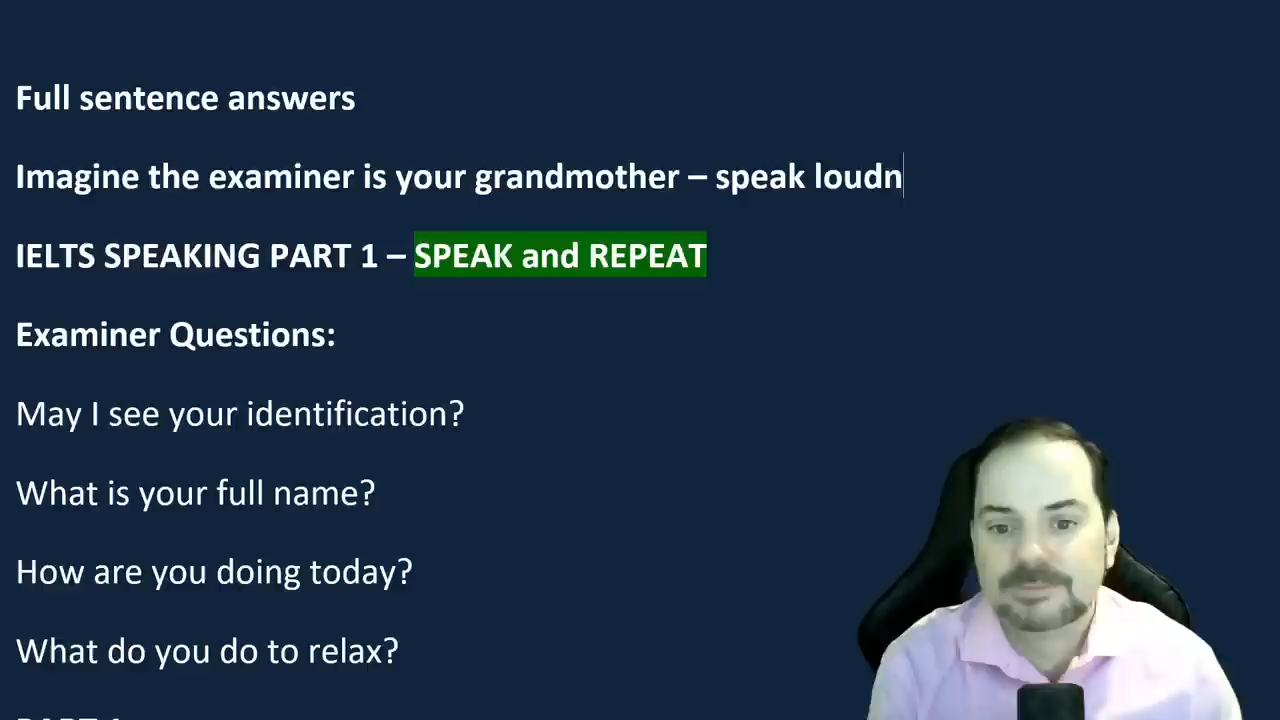 Full sentence answers
Imagine the examiner is your grandmother – speak loudn
IELTS SPEAKING PART 1 – SPEAK and REPEAT
Examiner Questions:
May I see your identification?
What is your full name?
How are you doing today?
What do you do to relax?